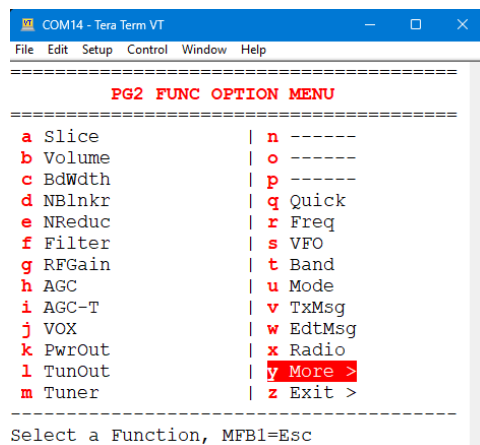 COM14 - Tera Term VT
File Edit Setup Control Window Help
==========================================
PG2 FUNC OPTION MENU
==========================================
a Slice | n ------
b Volume | o ------
c BdWdth | p ------
d NBlnkr | q Quick
e NReduc | r Freq
f Filter | s VFO
g RFGain | t Band
h AGC | u Mode
i AGC-T | v TxMsg
j VOX | w EdtMsg
k PwrOut | x Radio
l TunOut | y More >
m Tuner | z Exit >
------------------------------------------
Select a Function, MFB1=Esc